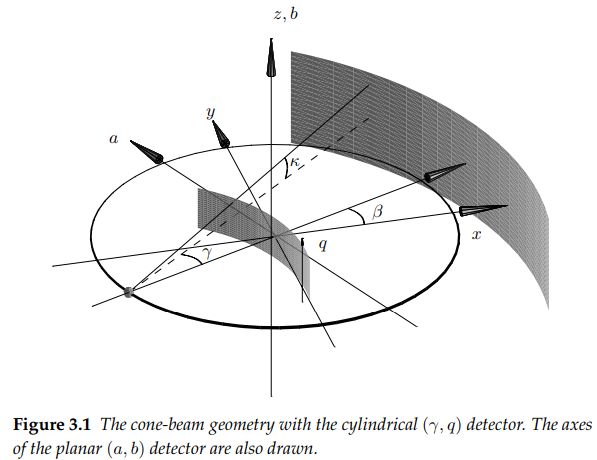 z, b
y
a
κ
β
x
q
γ
Figure 3.1 The cone-beam geometry with the cylindrical (γ, q) detector. The axes
of the planar (a, b) detector are also drawn.